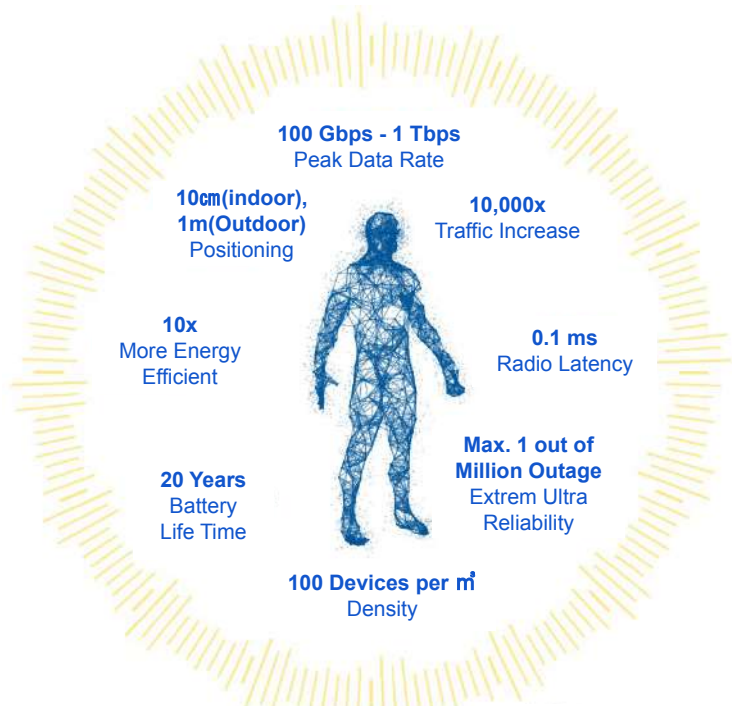 100 Gbps - 1 Tbps
Peak Data Rate
10㎝(indoor),
1m(Outdoor)
Positioning
10,000x
Traffic Increase
10x
More Energy
Efficient
0.1 ms
Radio Latency
20 Years
Battery
Life Time
Max. 1 out of
Million Outage
Extrem Ultra
Reliability
100 Devices per ㎥
Density